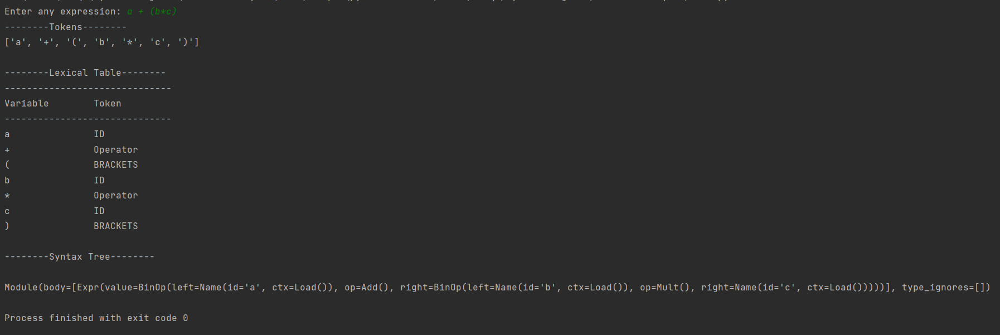 Enter any expression: a + (b*c)
--------Tokens--------
['a', '+', '(', 'b', '*', 'c', ')']
--------Lexical Table--------
------------------------------
Variable        Token
------------------------------
a               ID
+               Operator
(               BRACKETS
b               ID
*               Operator
c               ID
)               BRACKETS
--------Syntax Tree--------
Module(body=[Expr(value=BinOp(left=Name(id='a', ctx=Load()), op=Add(), right=BinOp(left=Name(id='b', ctx=Load()), op=Mult(), right=Name(id='c', ctx=Load()))))], type_ignores=[])
Process finished with exit code 0